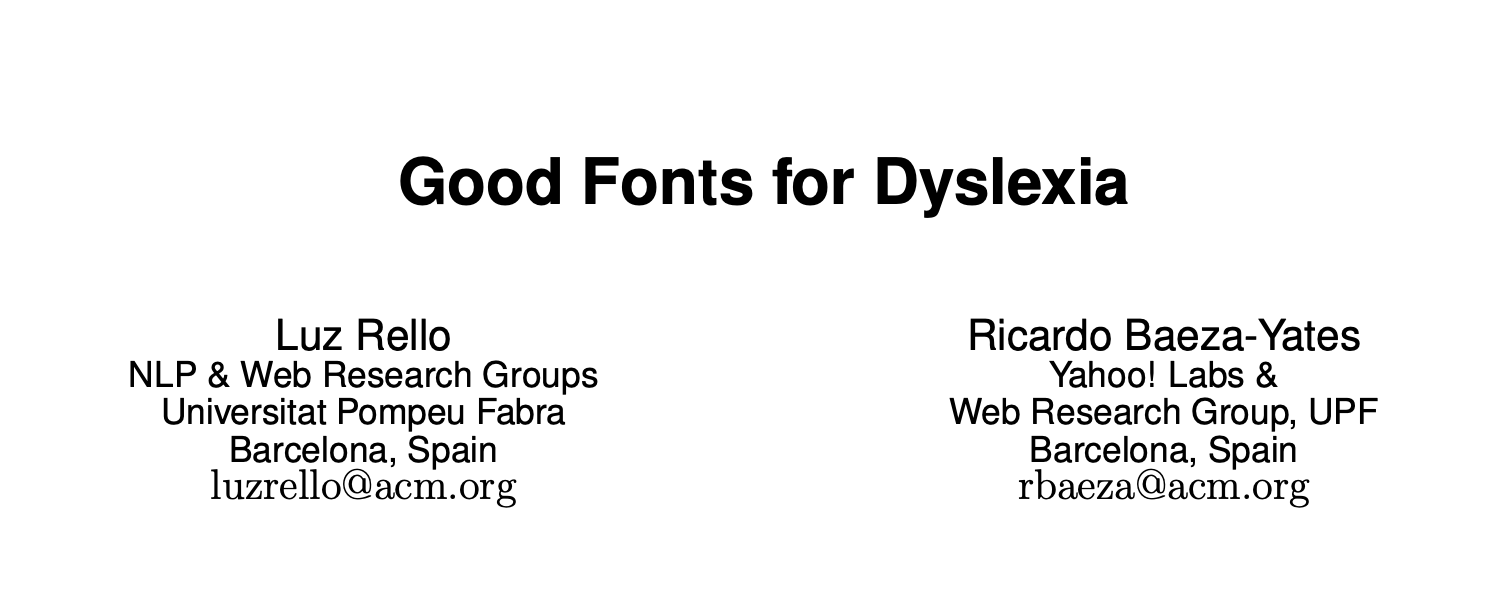 Good Fonts for Dyslexia
Luz Rello
NLP & Web Research Groups
Universitat Pompeu Fabra
Barcelona, Spain
luzrello@acm.org
Ricardo Baeza-Yates
Yahoo! Labs &
Web Research Group, UPF
Barcelona, Spain
rbaeza@acm.org